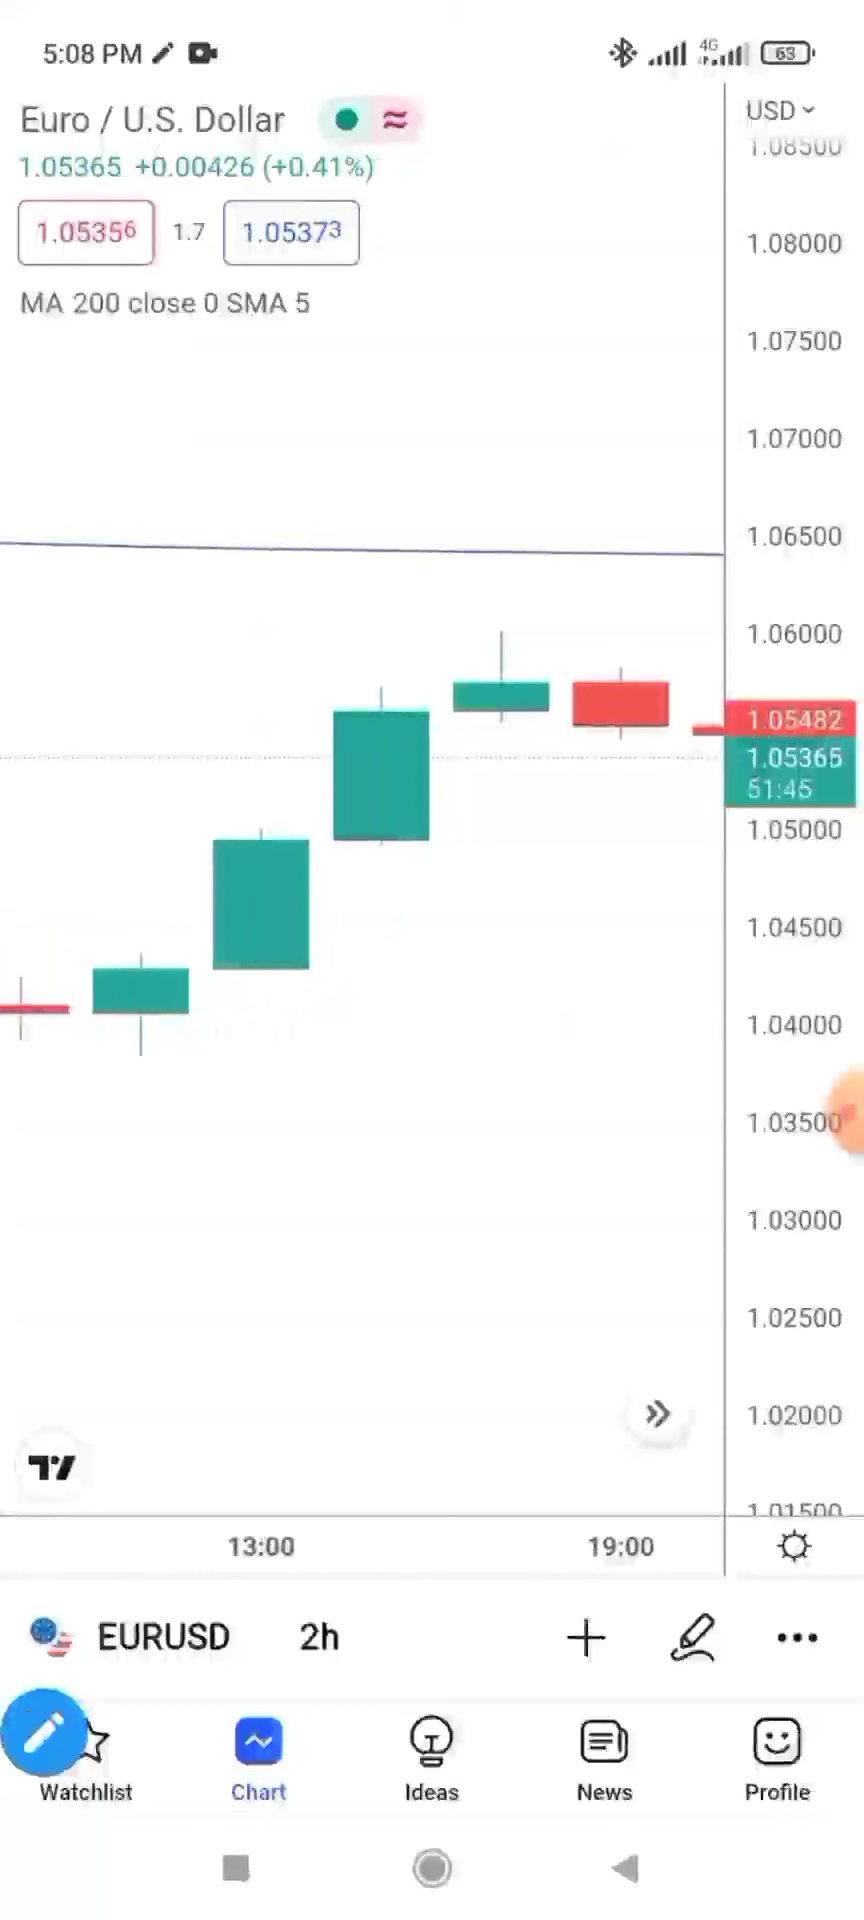 5:08 PM
4G
63
Euro / U.S. Dollar
USD
1.05365 +0.00426 (+0.41%)
1.08500
1.05356
1.7
1.05373
1.08000
MA 200 close 0 SMA 5
1.07500
1.07000
1.06500
1.06000
1.05482
1.05365
51:45
1.05000
1.04500
1.04000
1.03500
1.03000
1.02500
1.02000
1.01500
13:00
19:00
EURUSD
2h
Watchlist
Chart
Ideas
News
Profile